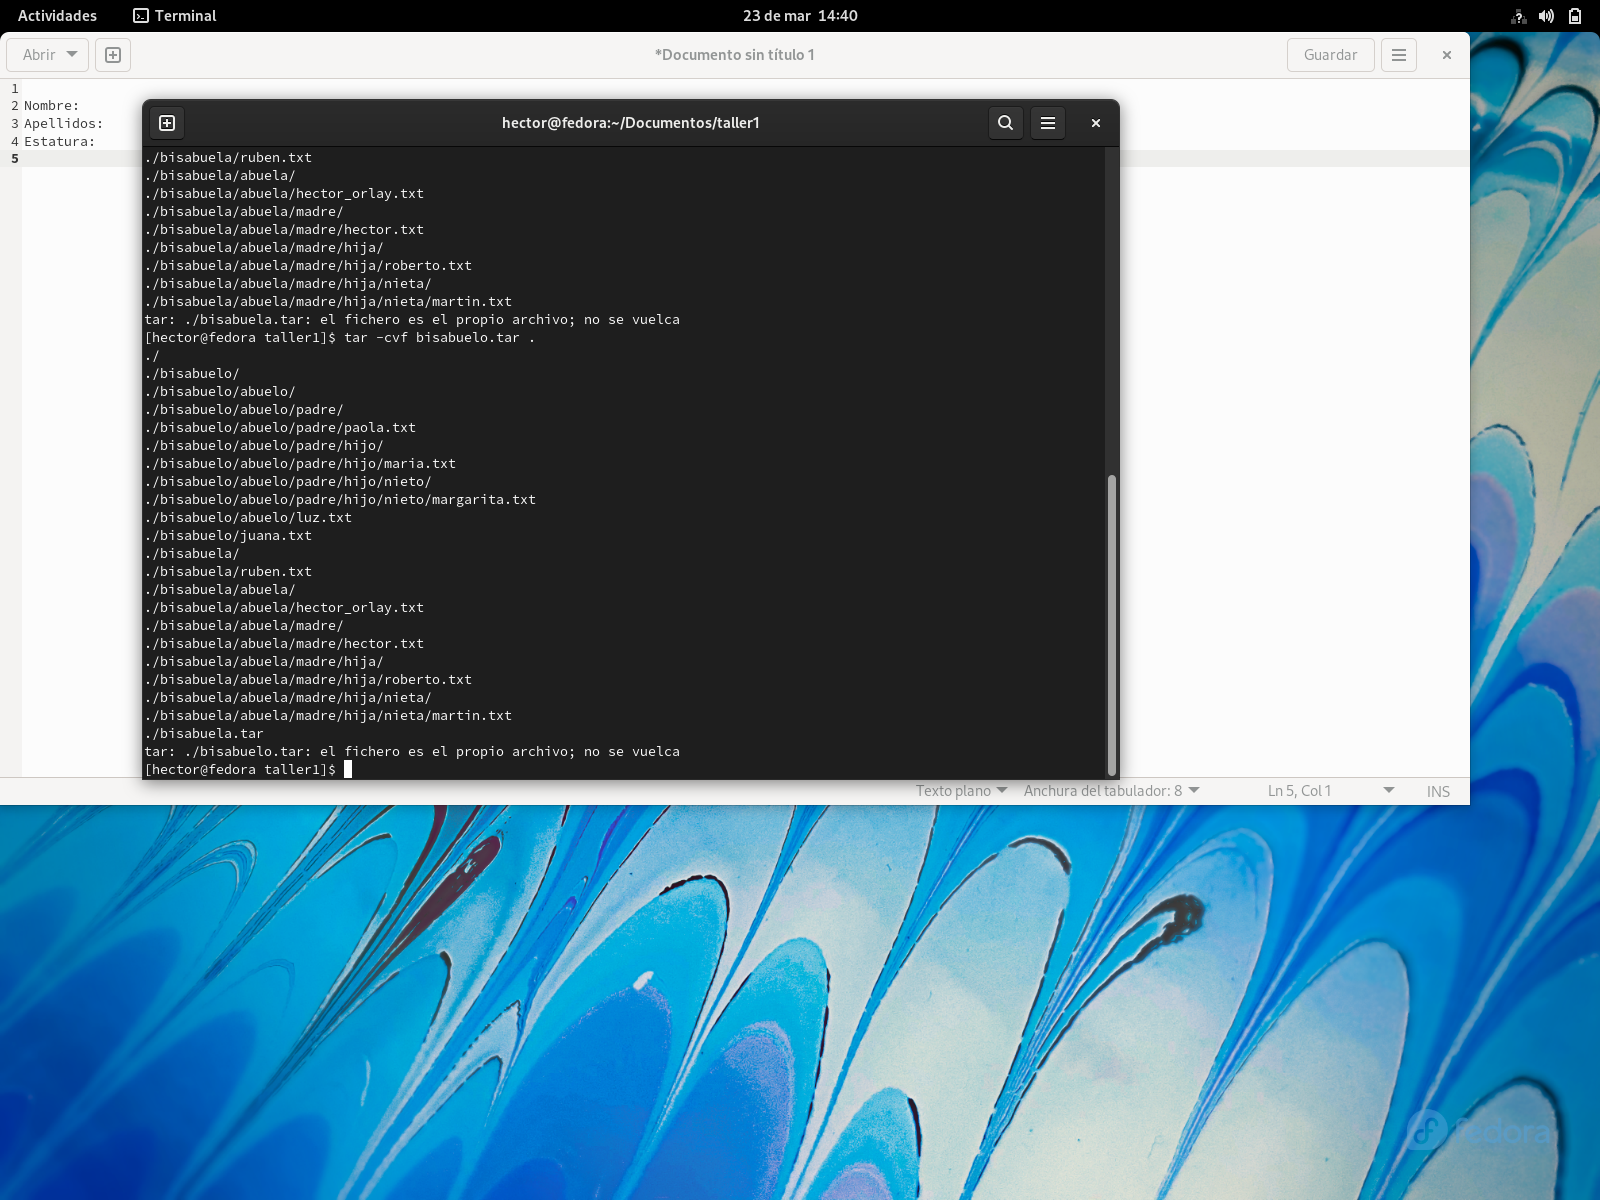 Actividades
Terminal
23 de mar 14:40
Abrir
*Documento sin título 1
Guardar
1
2 Nombre:
3 Apellidos:
4 Estatura:
5
hector@fedora:~/Documentos/taller1
./bisabuela/ruben.txt
./bisabuela/abuela/
./bisabuela/abuela/hector_orlay.txt
./bisabuela/abuela/madre/
./bisabuela/abuela/madre/hector.txt
./bisabuela/abuela/madre/hija/
./bisabuela/abuela/madre/hija/roberto.txt
./bisabuela/abuela/madre/hija/nieta/
./bisabuela/abuela/madre/hija/nieta/martin.txt
tar: ./bisabuela.tar: el fichero es el propio archivo; no se vuelca
[hector@fedora taller1]$ tar -cvf bisabuelo.tar .
./
./bisabuelo/
./bisabuelo/abuelo/
./bisabuelo/abuelo/padre/
./bisabuelo/abuelo/padre/paola.txt
./bisabuelo/abuelo/padre/hijo/
./bisabuelo/abuelo/padre/hijo/maria.txt
./bisabuelo/abuelo/padre/hijo/nieto/
./bisabuelo/abuelo/padre/hijo/nieto/margarita.txt
./bisabuelo/abuelo/luz.txt
./bisabuelo/juana.txt
./bisabuela/
./bisabuela/ruben.txt
./bisabuela/abuela/
./bisabuela/abuela/hector_orlay.txt
./bisabuela/abuela/madre/
./bisabuela/abuela/madre/hector.txt
./bisabuela/abuela/madre/hija/
./bisabuela/abuela/madre/hija/roberto.txt
./bisabuela/abuela/madre/hija/nieta/
./bisabuela/abuela/madre/hija/nieta/martin.txt
./bisabuela.tar
tar: ./bisabuelo.tar: el fichero es el propio archivo; no se vuelca
[hector@fedora taller1]$
Texto plano
Anchura del tabulador: 8
Ln 5, Col 1
INS
fedora